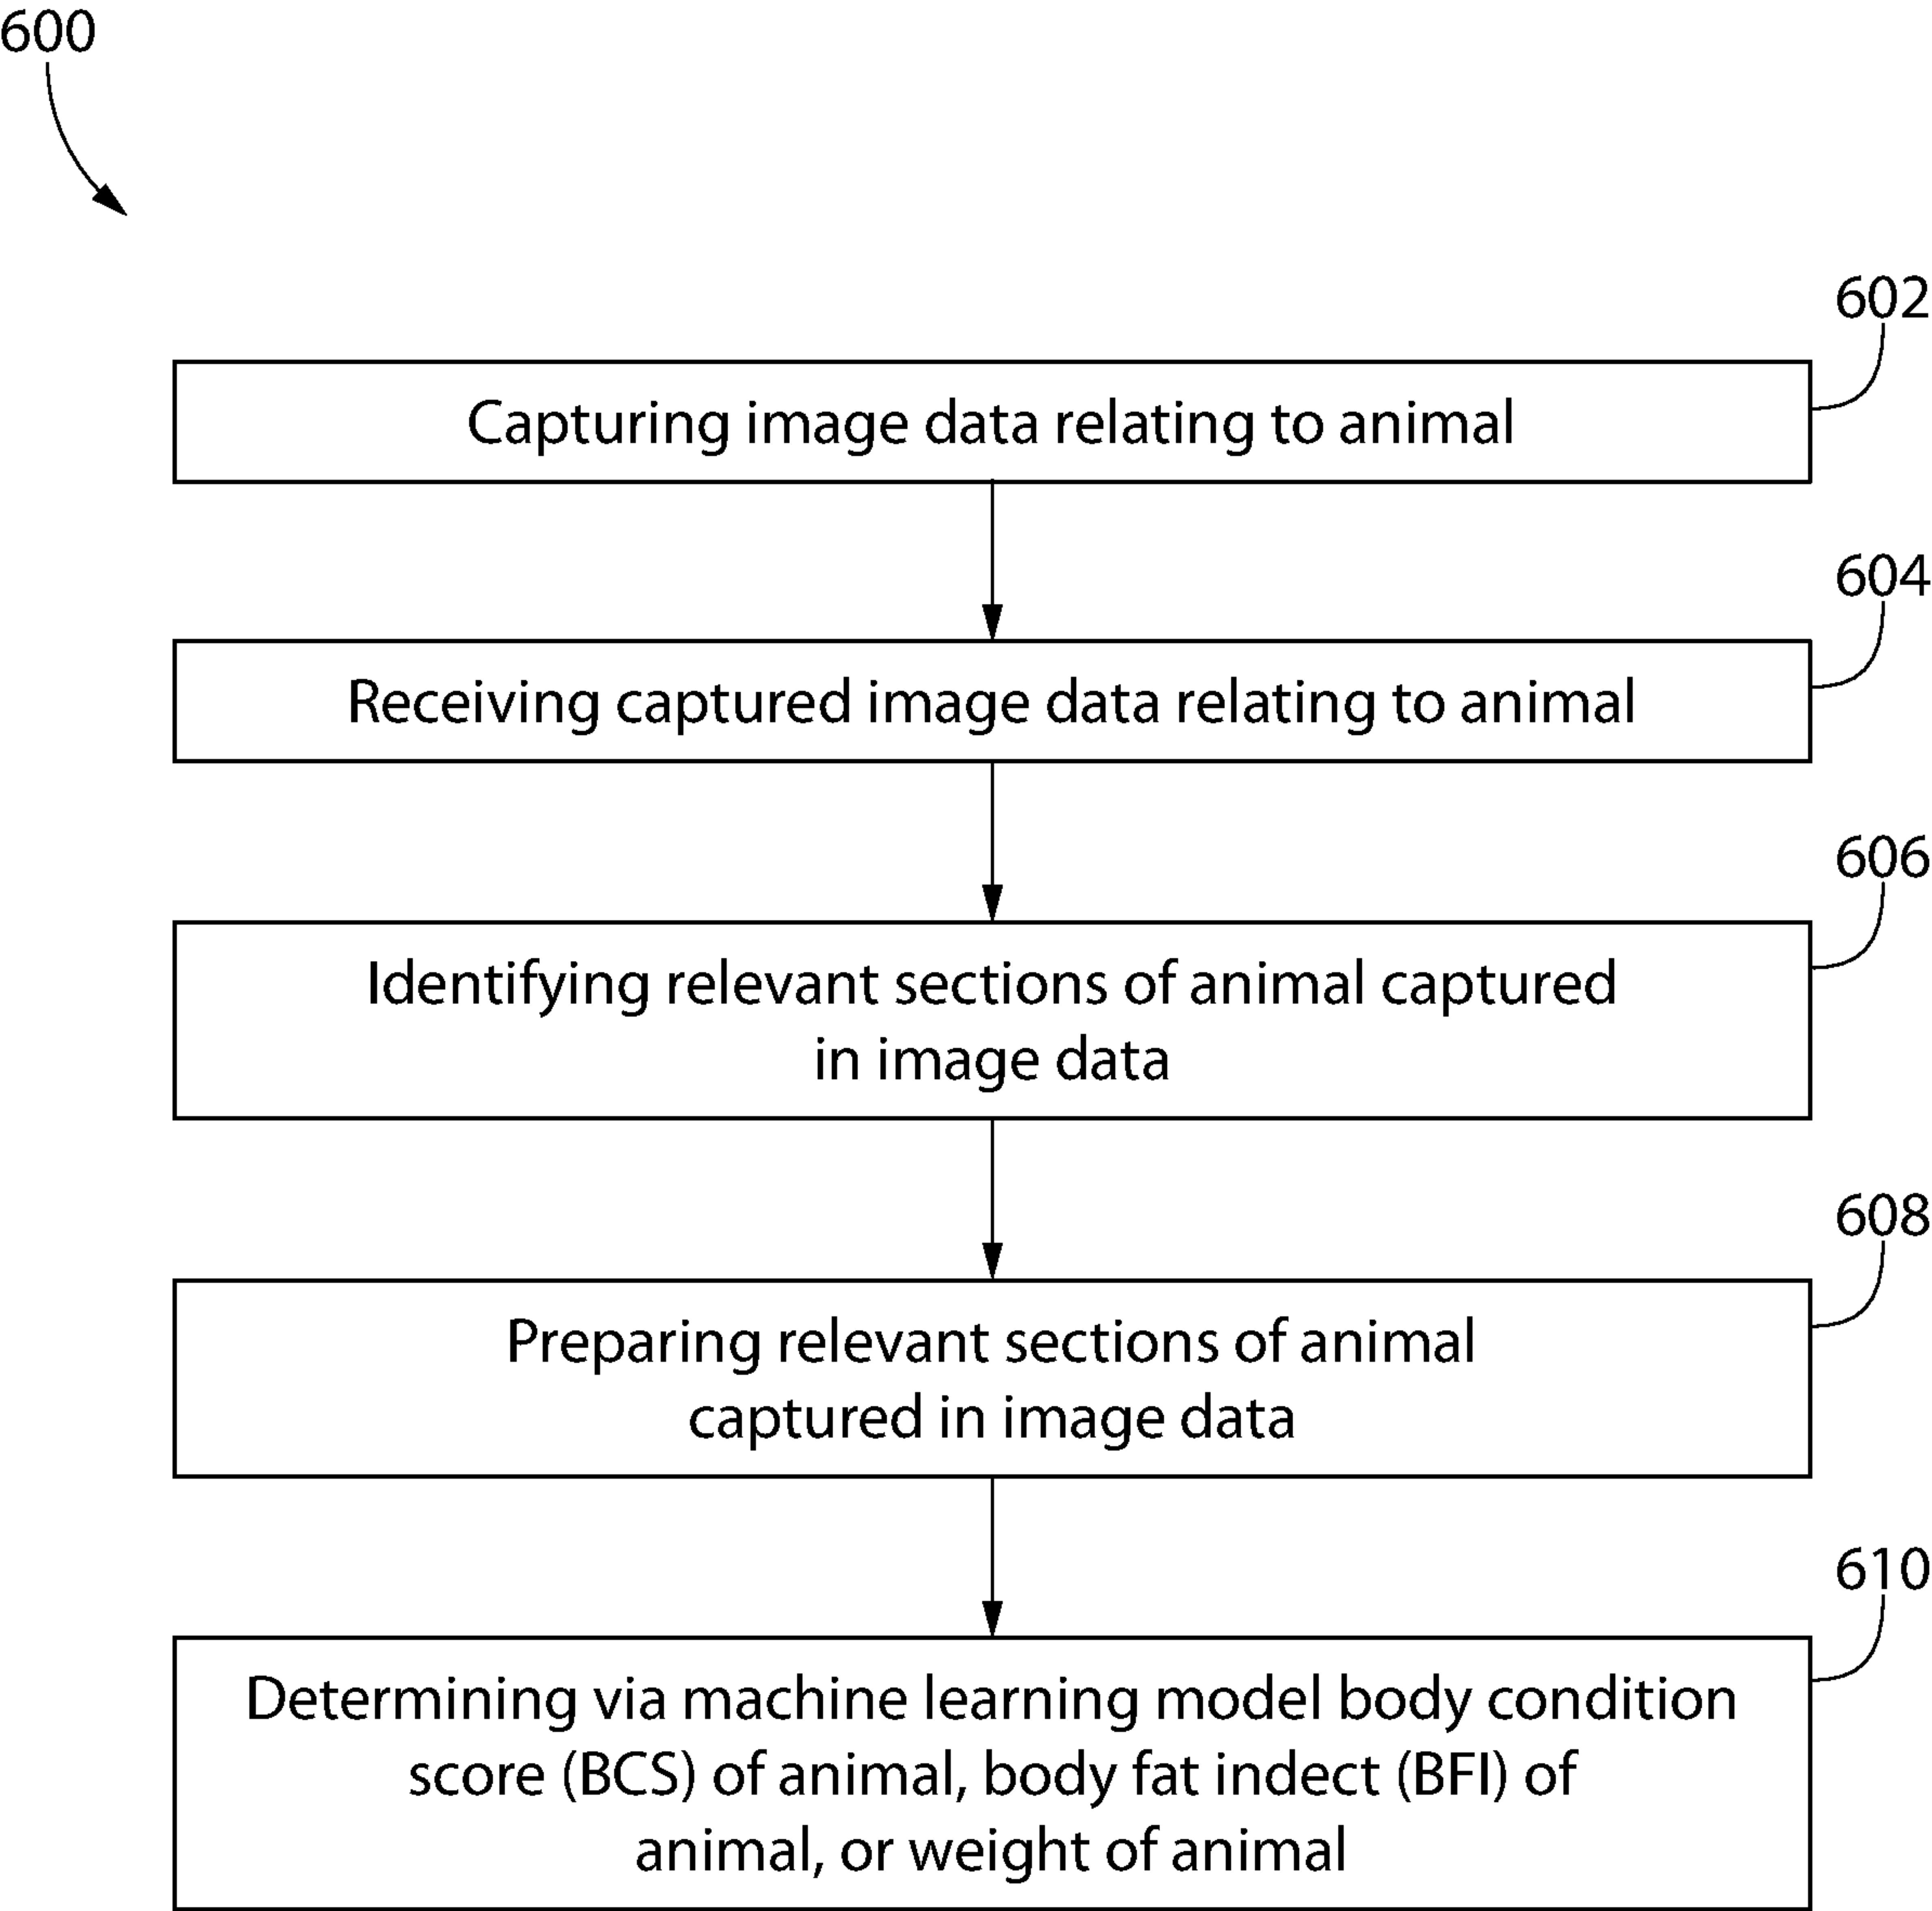 600
602
Capturing image data relating to animal
604
Receiving captured image data relating to animal
606
Identifying relevant sections of animal captured
in image data
608
Preparing relevant sections of animal
captured in image data
610
Determining via machine learning model body condition
score (BCS) of animal, body fat indect (BFI) of
animal, or weight of animal